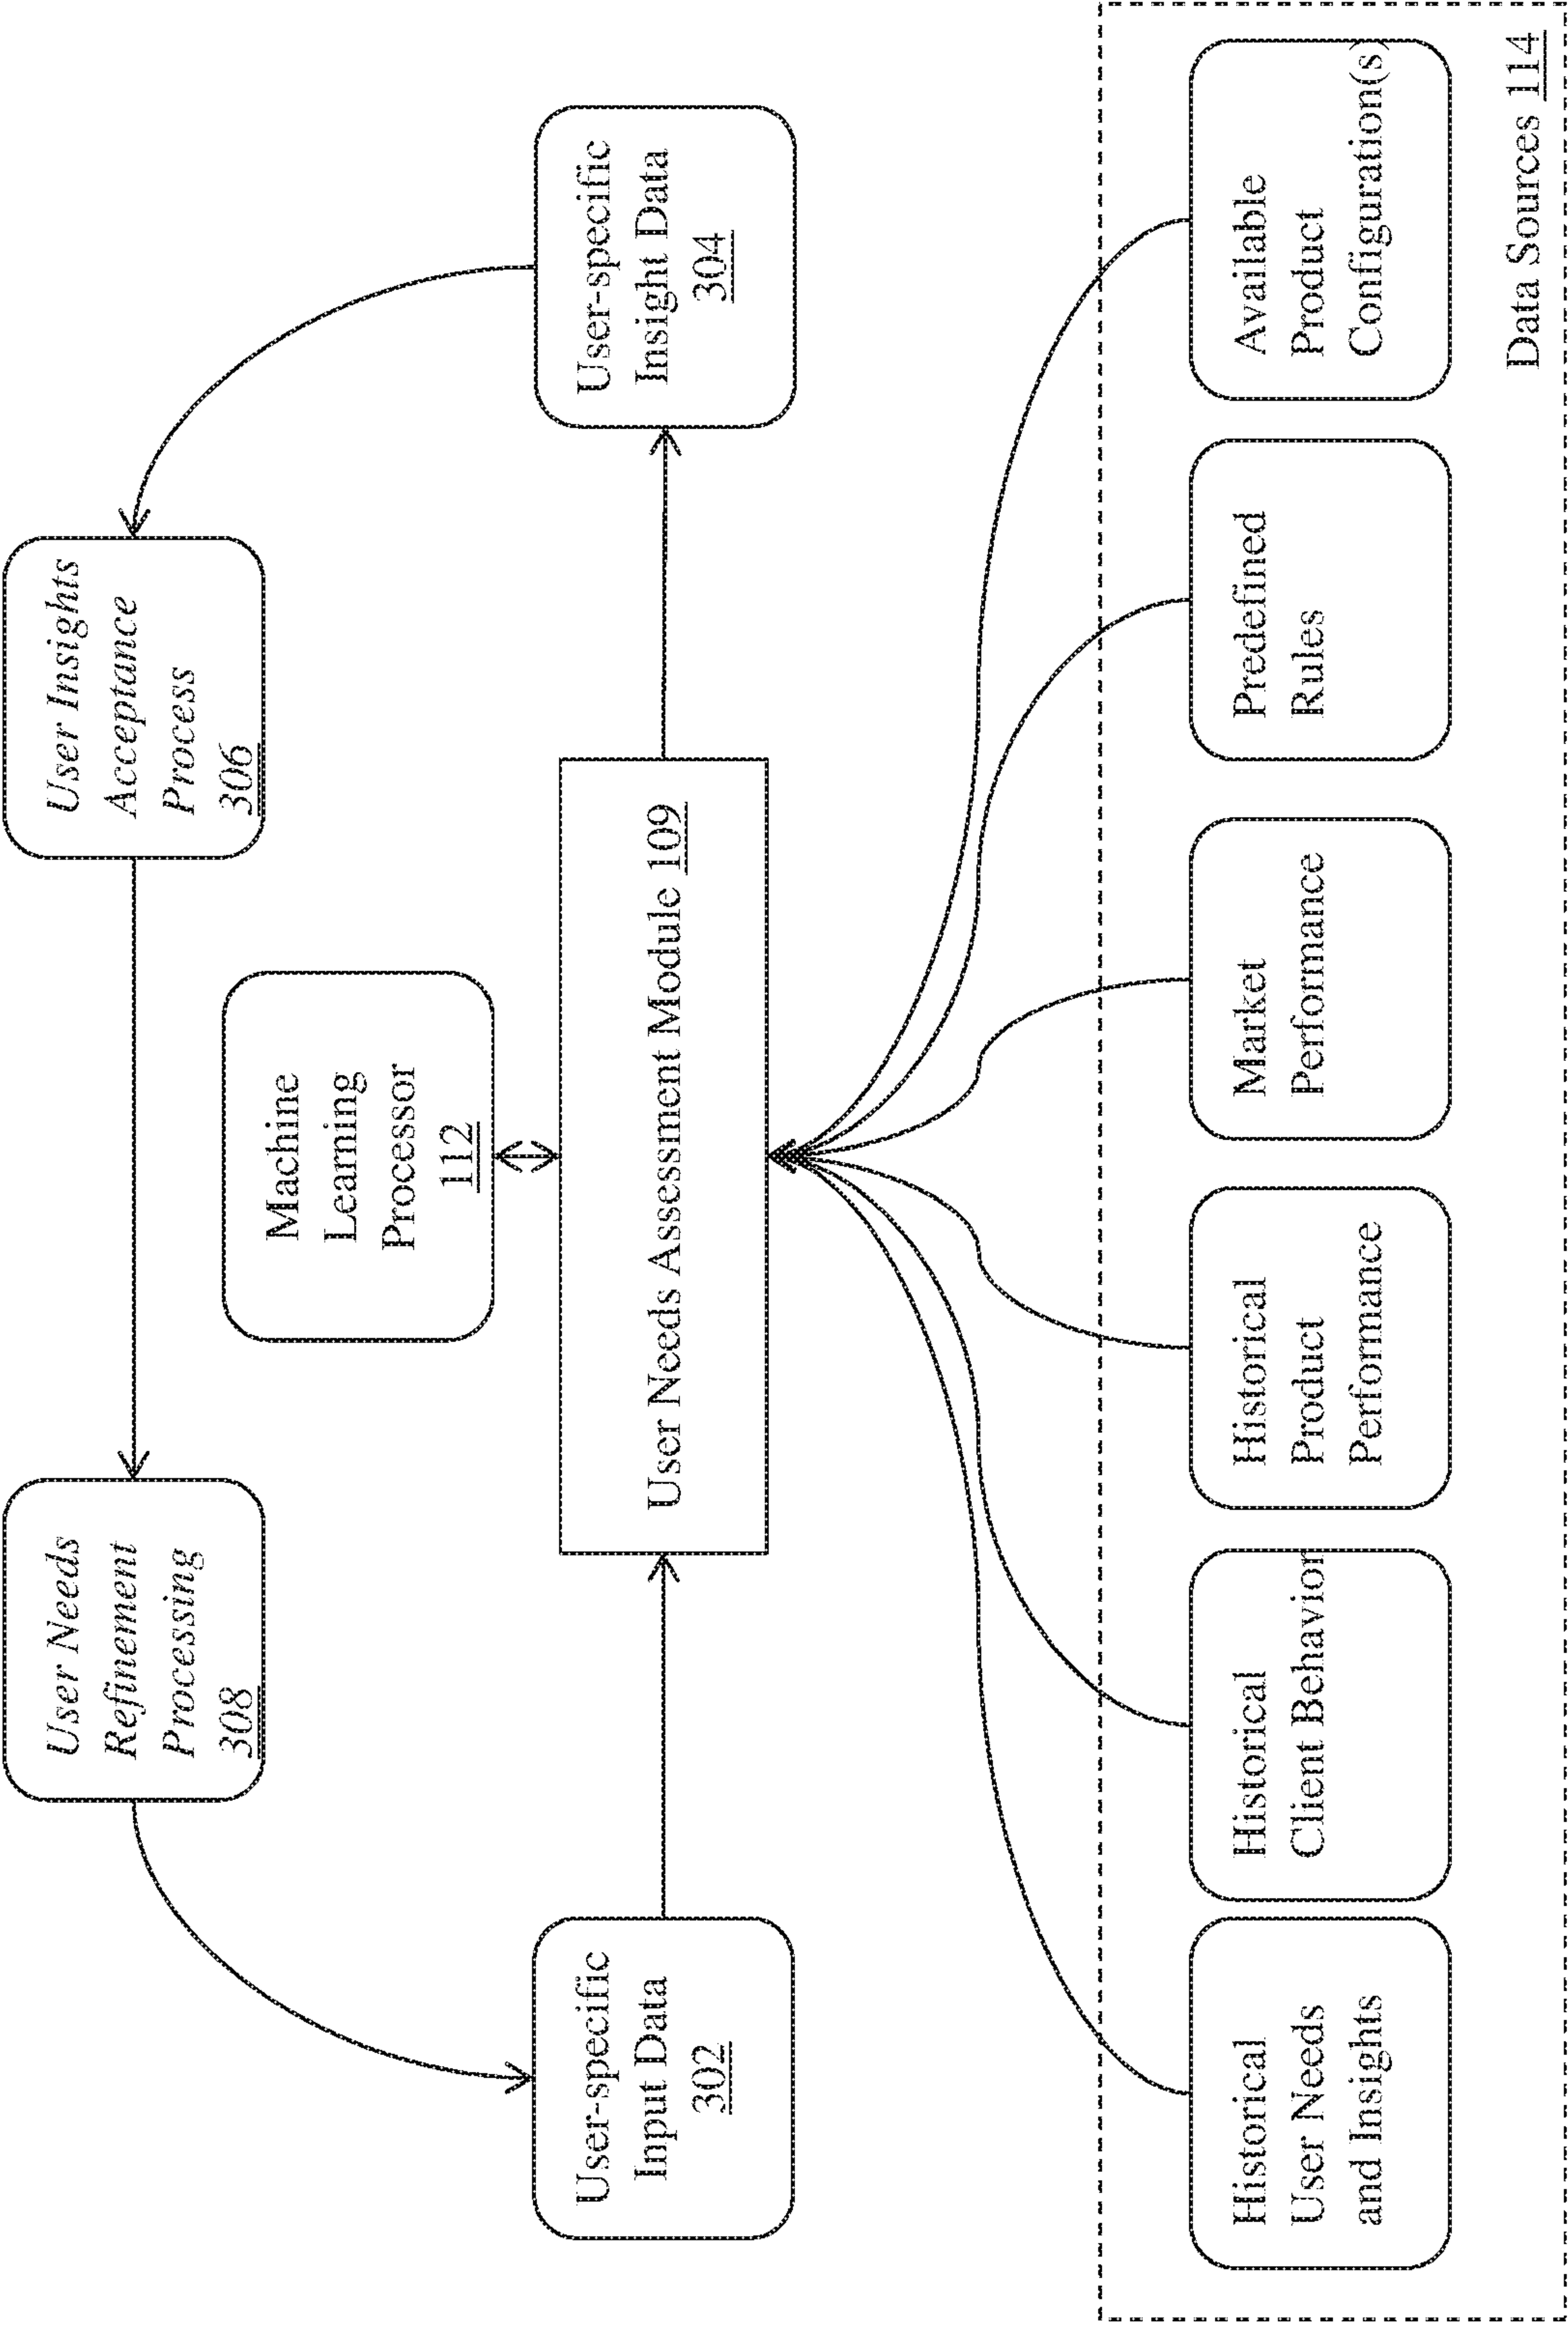 User Needs
Refinement
Processing
308
User Insights
Acceptance
Process
306
Machine
Learning
Processor
112
User-specific
Input Data
302
User Needs Assessment Module 109
User-specific
Insight Data
304
Historical
User Needs
and Insights
Historical
Client Behavior
Historical
Product
Performance
Market
Performance
Predefined
Rules
Available
Product
Configuration(s)
Data Sources 114